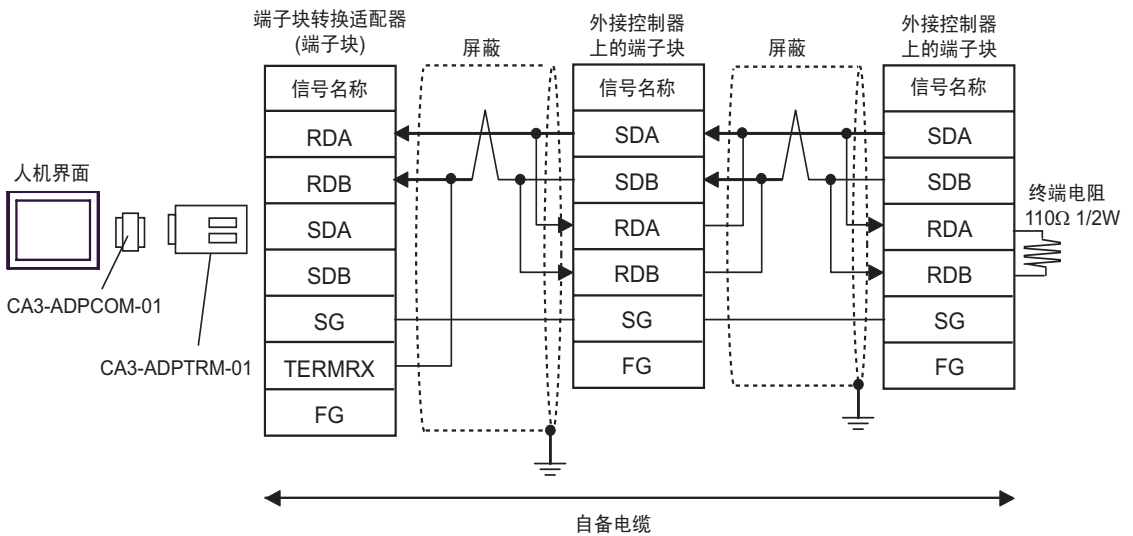 端子块转换适配器
(端子块)
屏蔽
外接控制器
上的端子块
屏蔽
外接控制器
上的端子块
信号名称
RDA
RDB
SDA
SDB
SG
TERMRX
FG
信号名称
SDA
SDB
RDA
RDB
SG
FG
信号名称
SDA
SDB
RDA
RDB
SG
FG
人机界面
CA3-ADPCOM-01
CA3-ADPTRM-01
终端电阻
110Ω 1/2W
自备电缆